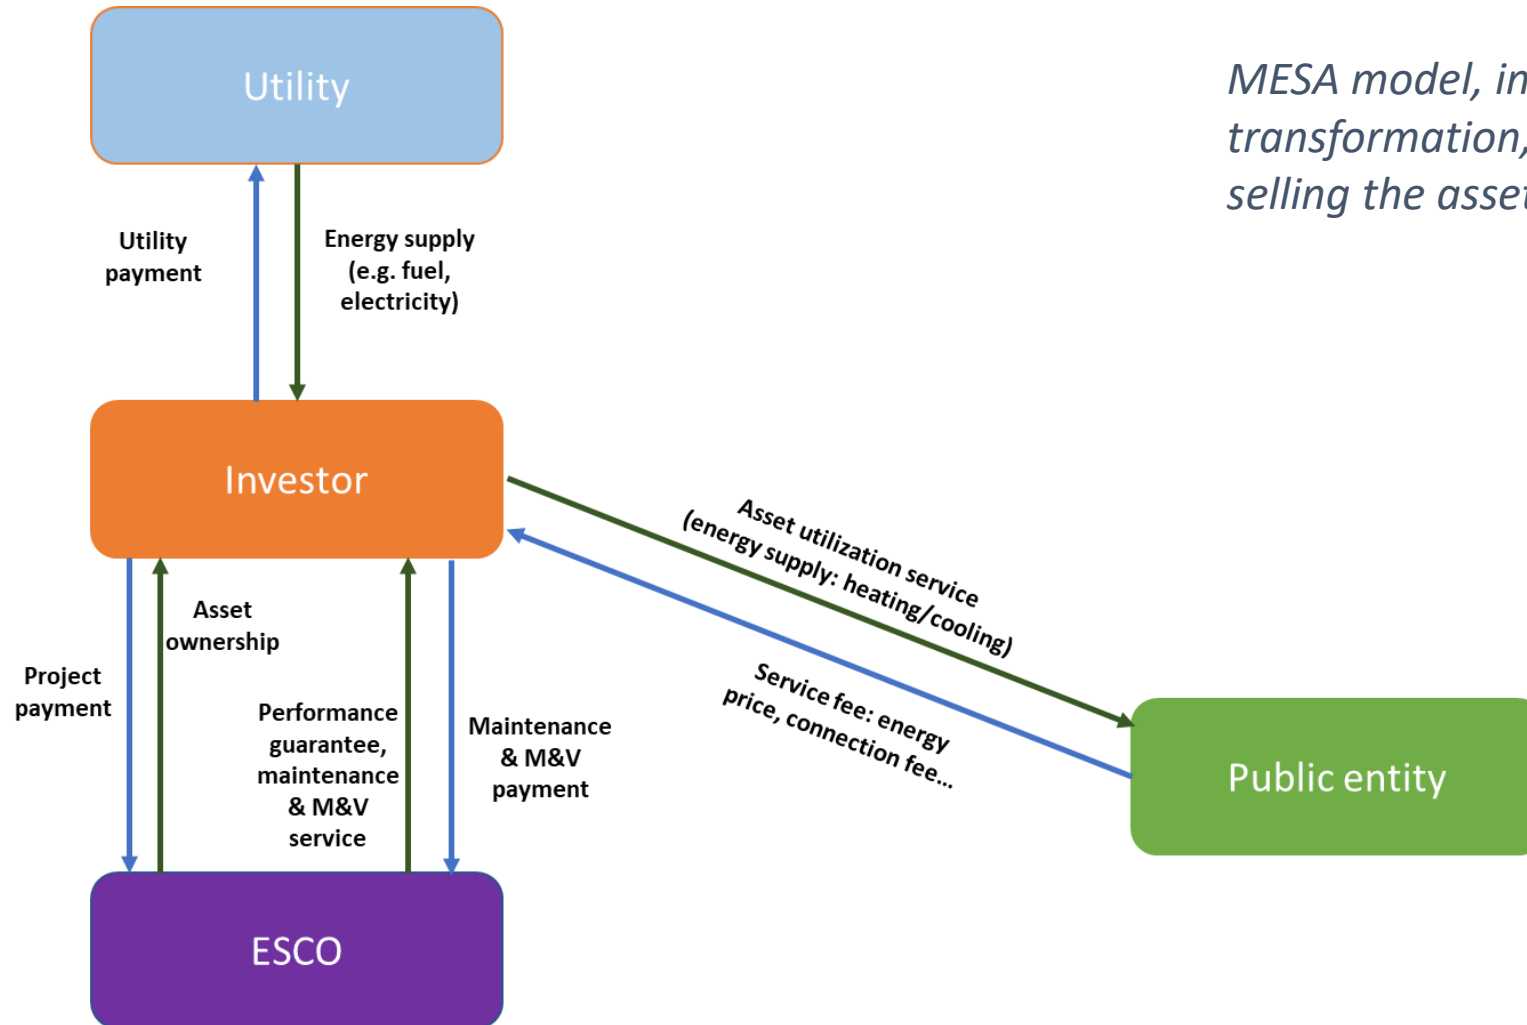 Utility
MESA model, in
transformation,
selling the asset
Utility
payment
Energy supply
(e.g. fuel,
electricity)
Investor
Asset utilization service
(energy supply: heating/cooling)
Service fee: energy
price, connection fee...
Asset
ownership
Project
payment
Performance
guarantee,
maintenance
& M&V
service
Maintenance
& M&V
payment
Public entity
ESCO